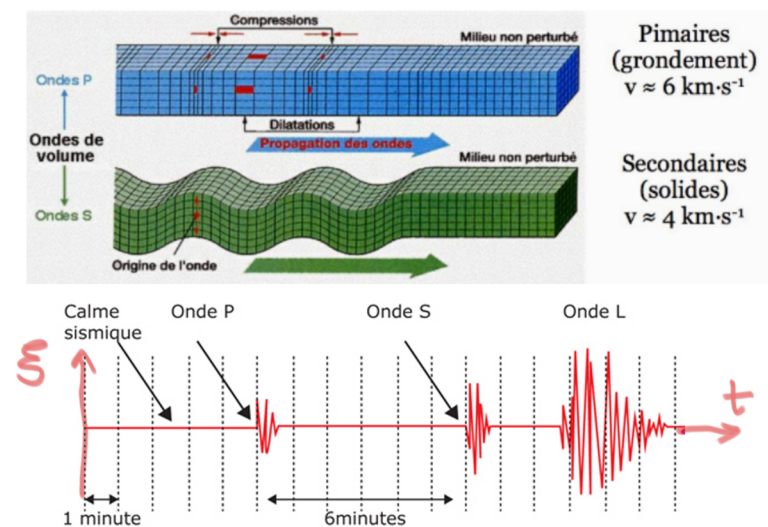 Compressions
Milieu non perturbé
Ondes P
Dilatations
Propagation des ondes
Ondes de
volume
Milieu non perturbé
Ondes S
Origine de l'onde
Pimaires
(grondement)
v ≈ 6 km·s⁻¹
Secondaires
(solides)
v ≈ 4 km·s⁻¹
Calme
sismique
Onde P
Onde S
Onde L
ξ
t
1 minute
6minutes